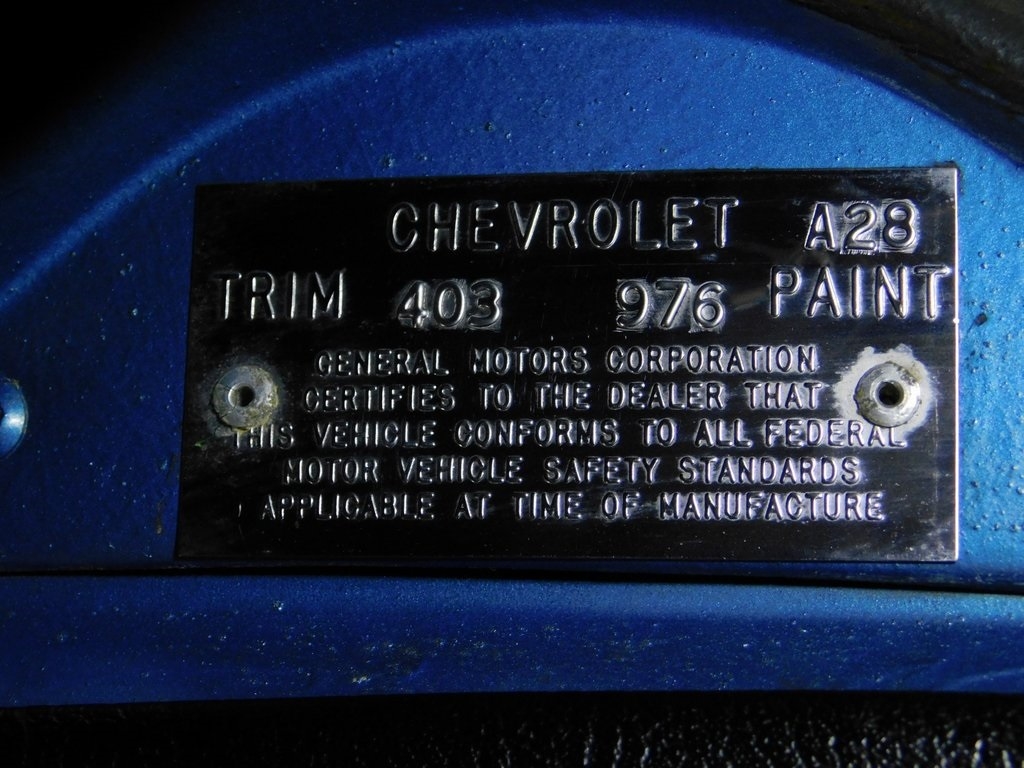 CHEVROLET A28
TRIM 403 976 PAINT
GENERAL MOTORS CORPORATION
CERTIFIES TO THE DEALER THAT
THIS VEHICLE CONFORMS TO ALL FEDERAL
MOTOR VEHICLE SAFETY STANDARDS
APPLICABLE AT TIME OF MANUFACTURE